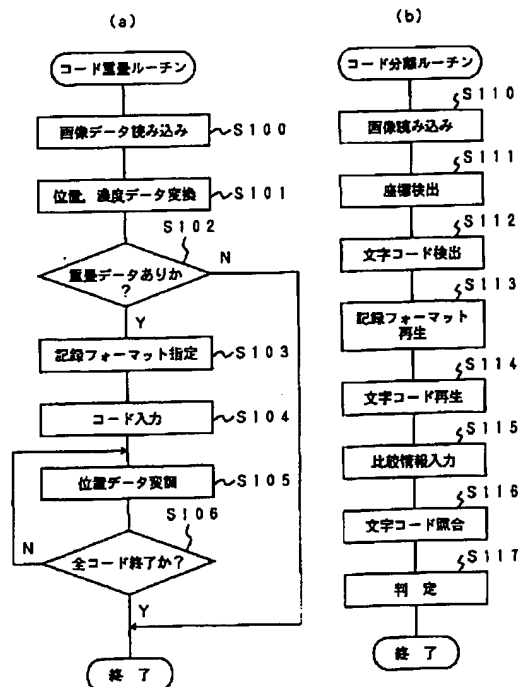 (a)
コード重畳ルーチン
画像データ読み込み
S100
位置，濃度データ変換
S101
S102
重畳データありか
?
N
Y
記録フォーマット指定
S103
コード入力
S104
位置データ変調
S105
S106
N
全コード終了か?
Y
終 了
(b)
コード分離ルーチン
S110
画像読み込み
S111
座標検出
S112
文字コード検出
S113
記録フォーマット
再生
S114
文字コード再生
S115
比較情報入力
S116
文字コード照合
S117
判 定
終 了